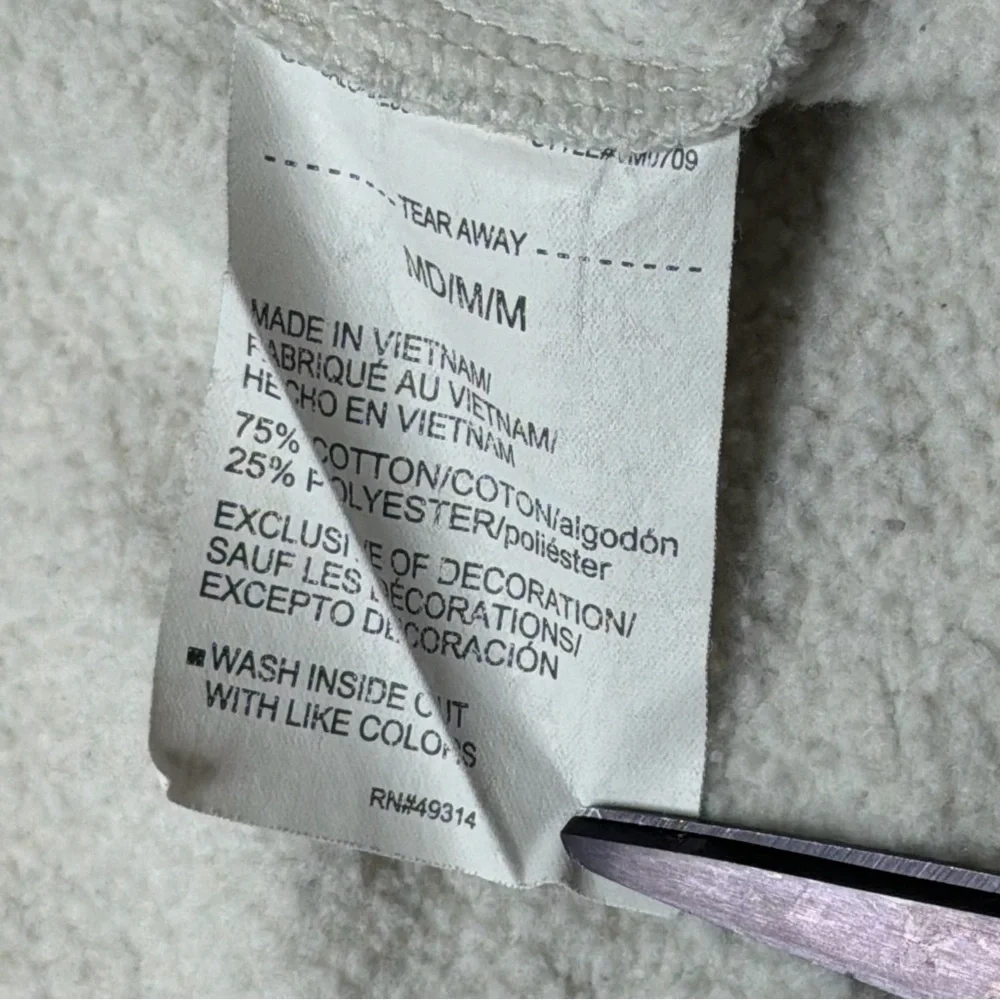 TEAR AWAY
MD/M/M
MADE IN VIETNAM/
FABRIQUÉ AU VIETNAM/
HECHO EN VIETNAM
75% COTTON/COTON/algodón
25% POLYESTER/poliéster
EXCLUSIVE OF DECORATION/
SAUF LES DÉCORATIONS/
EXCEPTO DECORACIÓN
WASH INSIDE OUT
WITH LIKE COLORS
RN#49314